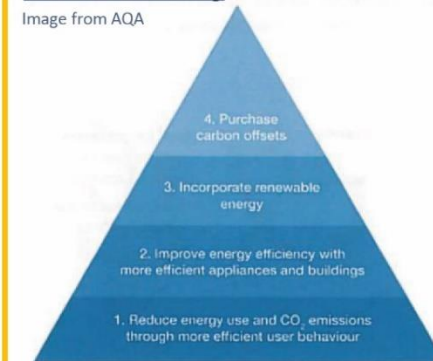 Image from AQA
4. Purchase
carbon offsets
3. Incorporate renewable
energy
2. Improve energy efficiency with
more efficient appliances and buildings
1. Reduce energy use and CO₂ emissions
through more efficient user behaviour